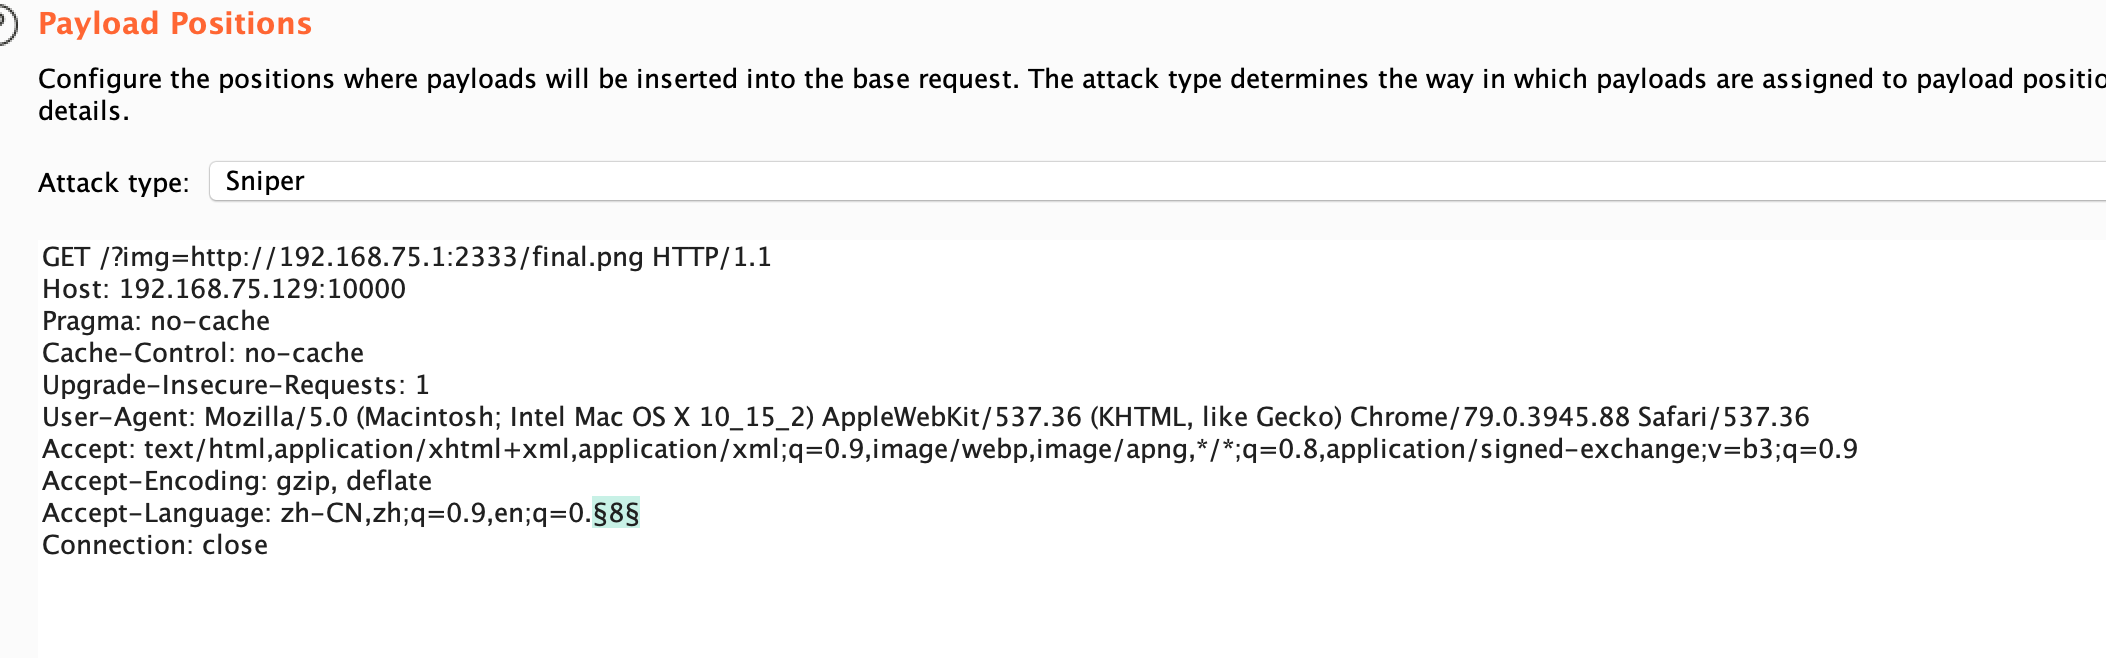 Payload Positions
Configure the positions where payloads will be inserted into the base request. The attack type determines the way in which payloads are assigned to payload
details.
Attack type: Sniper
GET /?img=http://192.168.75.1:2333/final.png HTTP/1.1
Host: 192.168.75.129:10000
Pragma: no-cache
Cache-Control: no-cache
Upgrade-Insecure-Requests: 1
User-Agent: Mozilla/5.0 (Macintosh; Intel Mac OS X 10_15_2) AppleWebKit/537.36 (KHTML, like Gecko) Chrome/79.0.3945.88 Safari/537.36
Accept: text/html,application/xhtml+xml,application/xml;q=0.9,image/webp,image/apng,*/*;q=0.8,application/signed-exchange;v=b3;q=0.9
Accept-Encoding: gzip, deflate
Accept-Language: zh-CN,zh;q=0.9,en;q=0.§8§
Connection: close